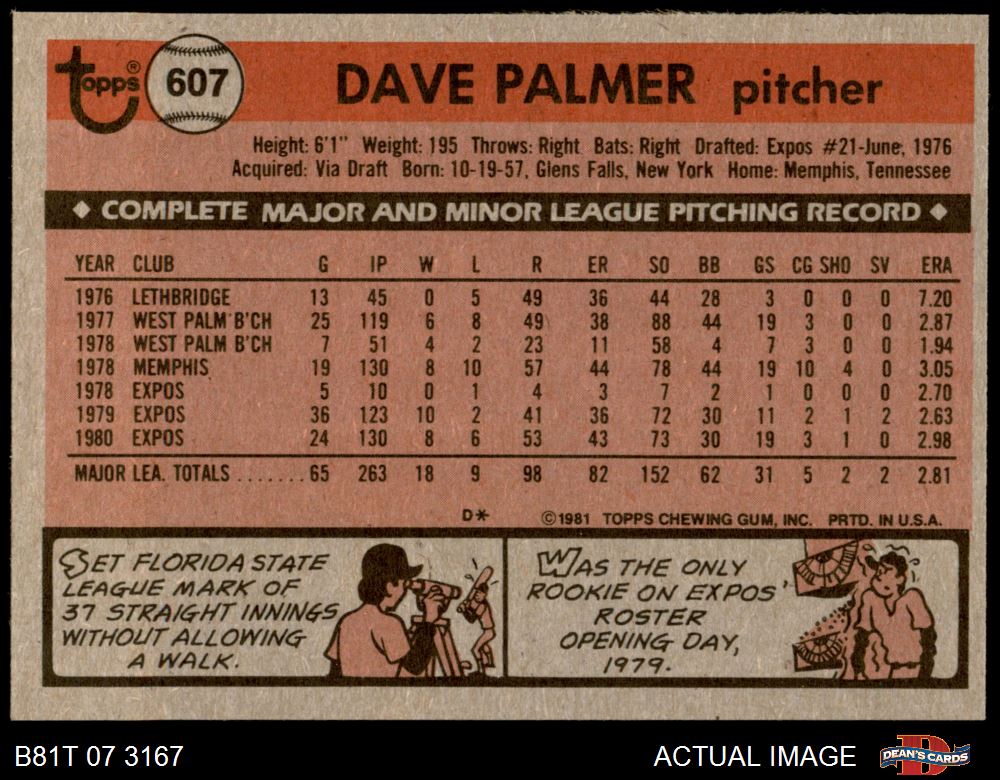 Topps® 607 DAVE PALMER pitcher
Height: 6'1" Weight: 195 Throws: Right Bats: Right Drafted: Expos #21-June, 1976
Acquired: Via Draft Born: 10-19-57, Glens Falls, New York Home: Memphis, Tennessee
◆ COMPLETE MAJOR AND MINOR LEAGUE PITCHING RECORD ◆
YEAR CLUB G IP W L R ER SO BB GS CG SHO SV ERA
1976 LETHBRIDGE 13 45 0 5 49 36 44 28 3 0 0 0 7.20
1977 WEST PALM B'CH 25 119 6 8 49 38 88 44 19 3 0 0 2.87
1978 WEST PALM B'CH 7 51 4 2 23 11 58 4 7 3 0 0 1.94
1978 MEMPHIS 19 130 8 10 57 44 78 44 19 10 4 0 3.05
1978 EXPOS 5 10 0 1 4 3 7 2 1 0 0 0 2.70
1979 EXPOS 36 123 10 2 41 36 72 30 11 2 1 2 2.63
1980 EXPOS 24 130 8 6 53 43 73 30 19 3 1 0 2.98
MAJOR LEA. TOTALS ....... 65 263 18 9 98 82 152 62 31 5 2 2 2.81
D* ©1981 TOPPS CHEWING GUM, INC. PRTD. IN U.S.A.
SET FLORIDA STATE
LEAGUE MARK OF
37 STRAIGHT INNINGS
WITHOUT ALLOWING
A WALK.
WAS THE ONLY
ROOKIE ON EXPOS'
ROSTER
OPENING DAY,
1979.
B81T 07 3167 ACTUAL IMAGE DEAN'S CARDS